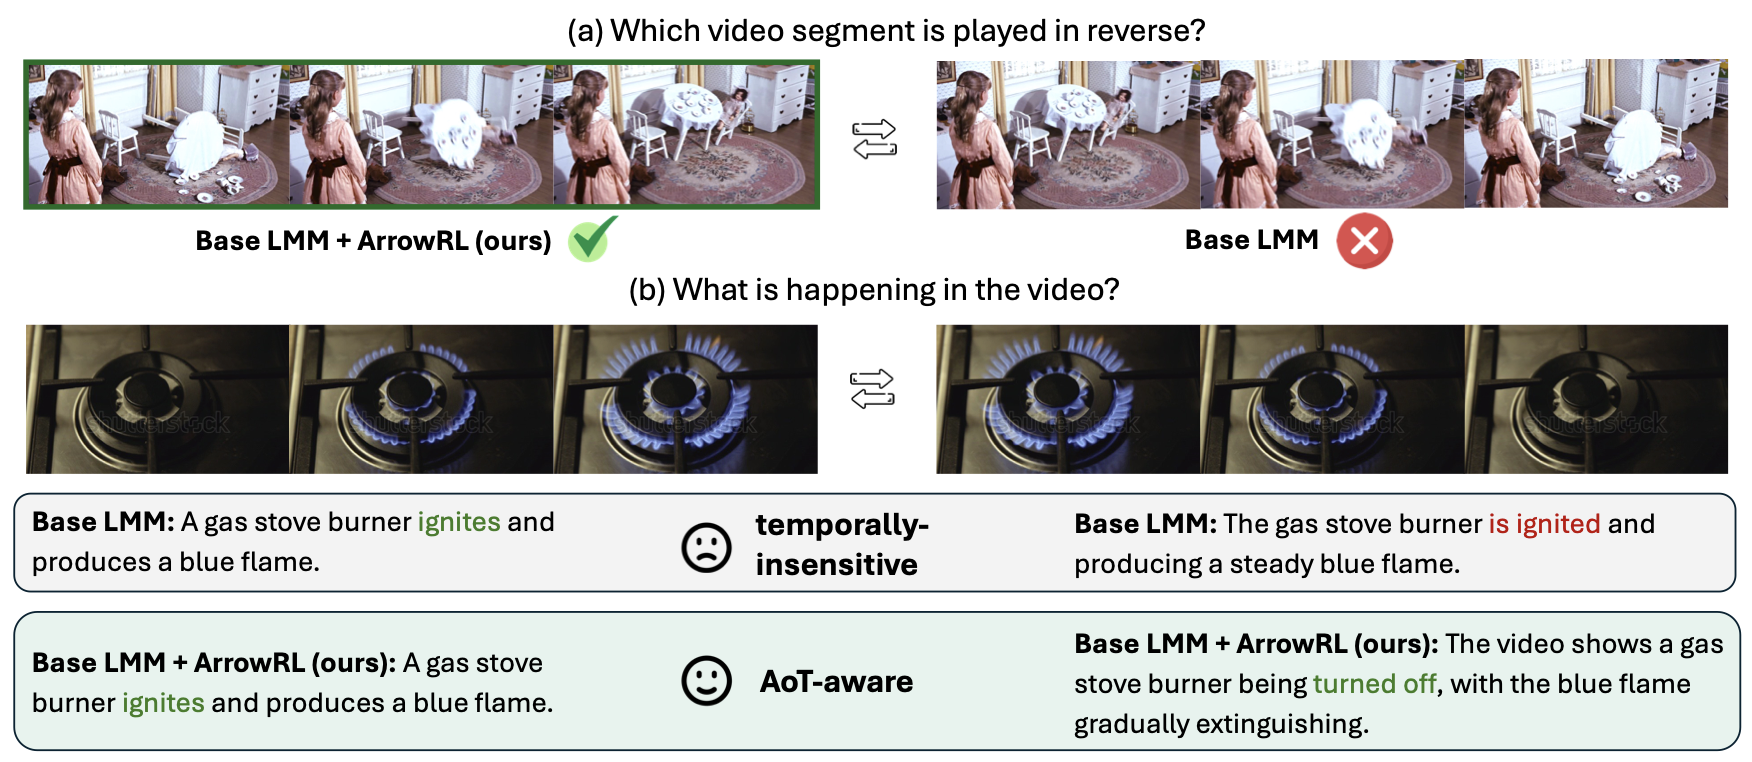 (a) Which video segment is played in reverse?
Base LMM + ArrowRL (ours)
Base LMM
(b) What is happening in the video?
shutterstock shutterstock shutterstock shutterstock shutterstock shutterstock
Base LMM: A gas stove burner ignites and
produces a blue flame.
temporally-
insensitive
Base LMM: The gas stove burner is ignited and
producing a steady blue flame.
Base LMM + ArrowRL (ours): A gas stove
burner ignites and produces a blue flame.
AoT-aware
Base LMM + ArrowRL (ours): The video shows a gas
stove burner being turned off, with the blue flame
gradually extinguishing.